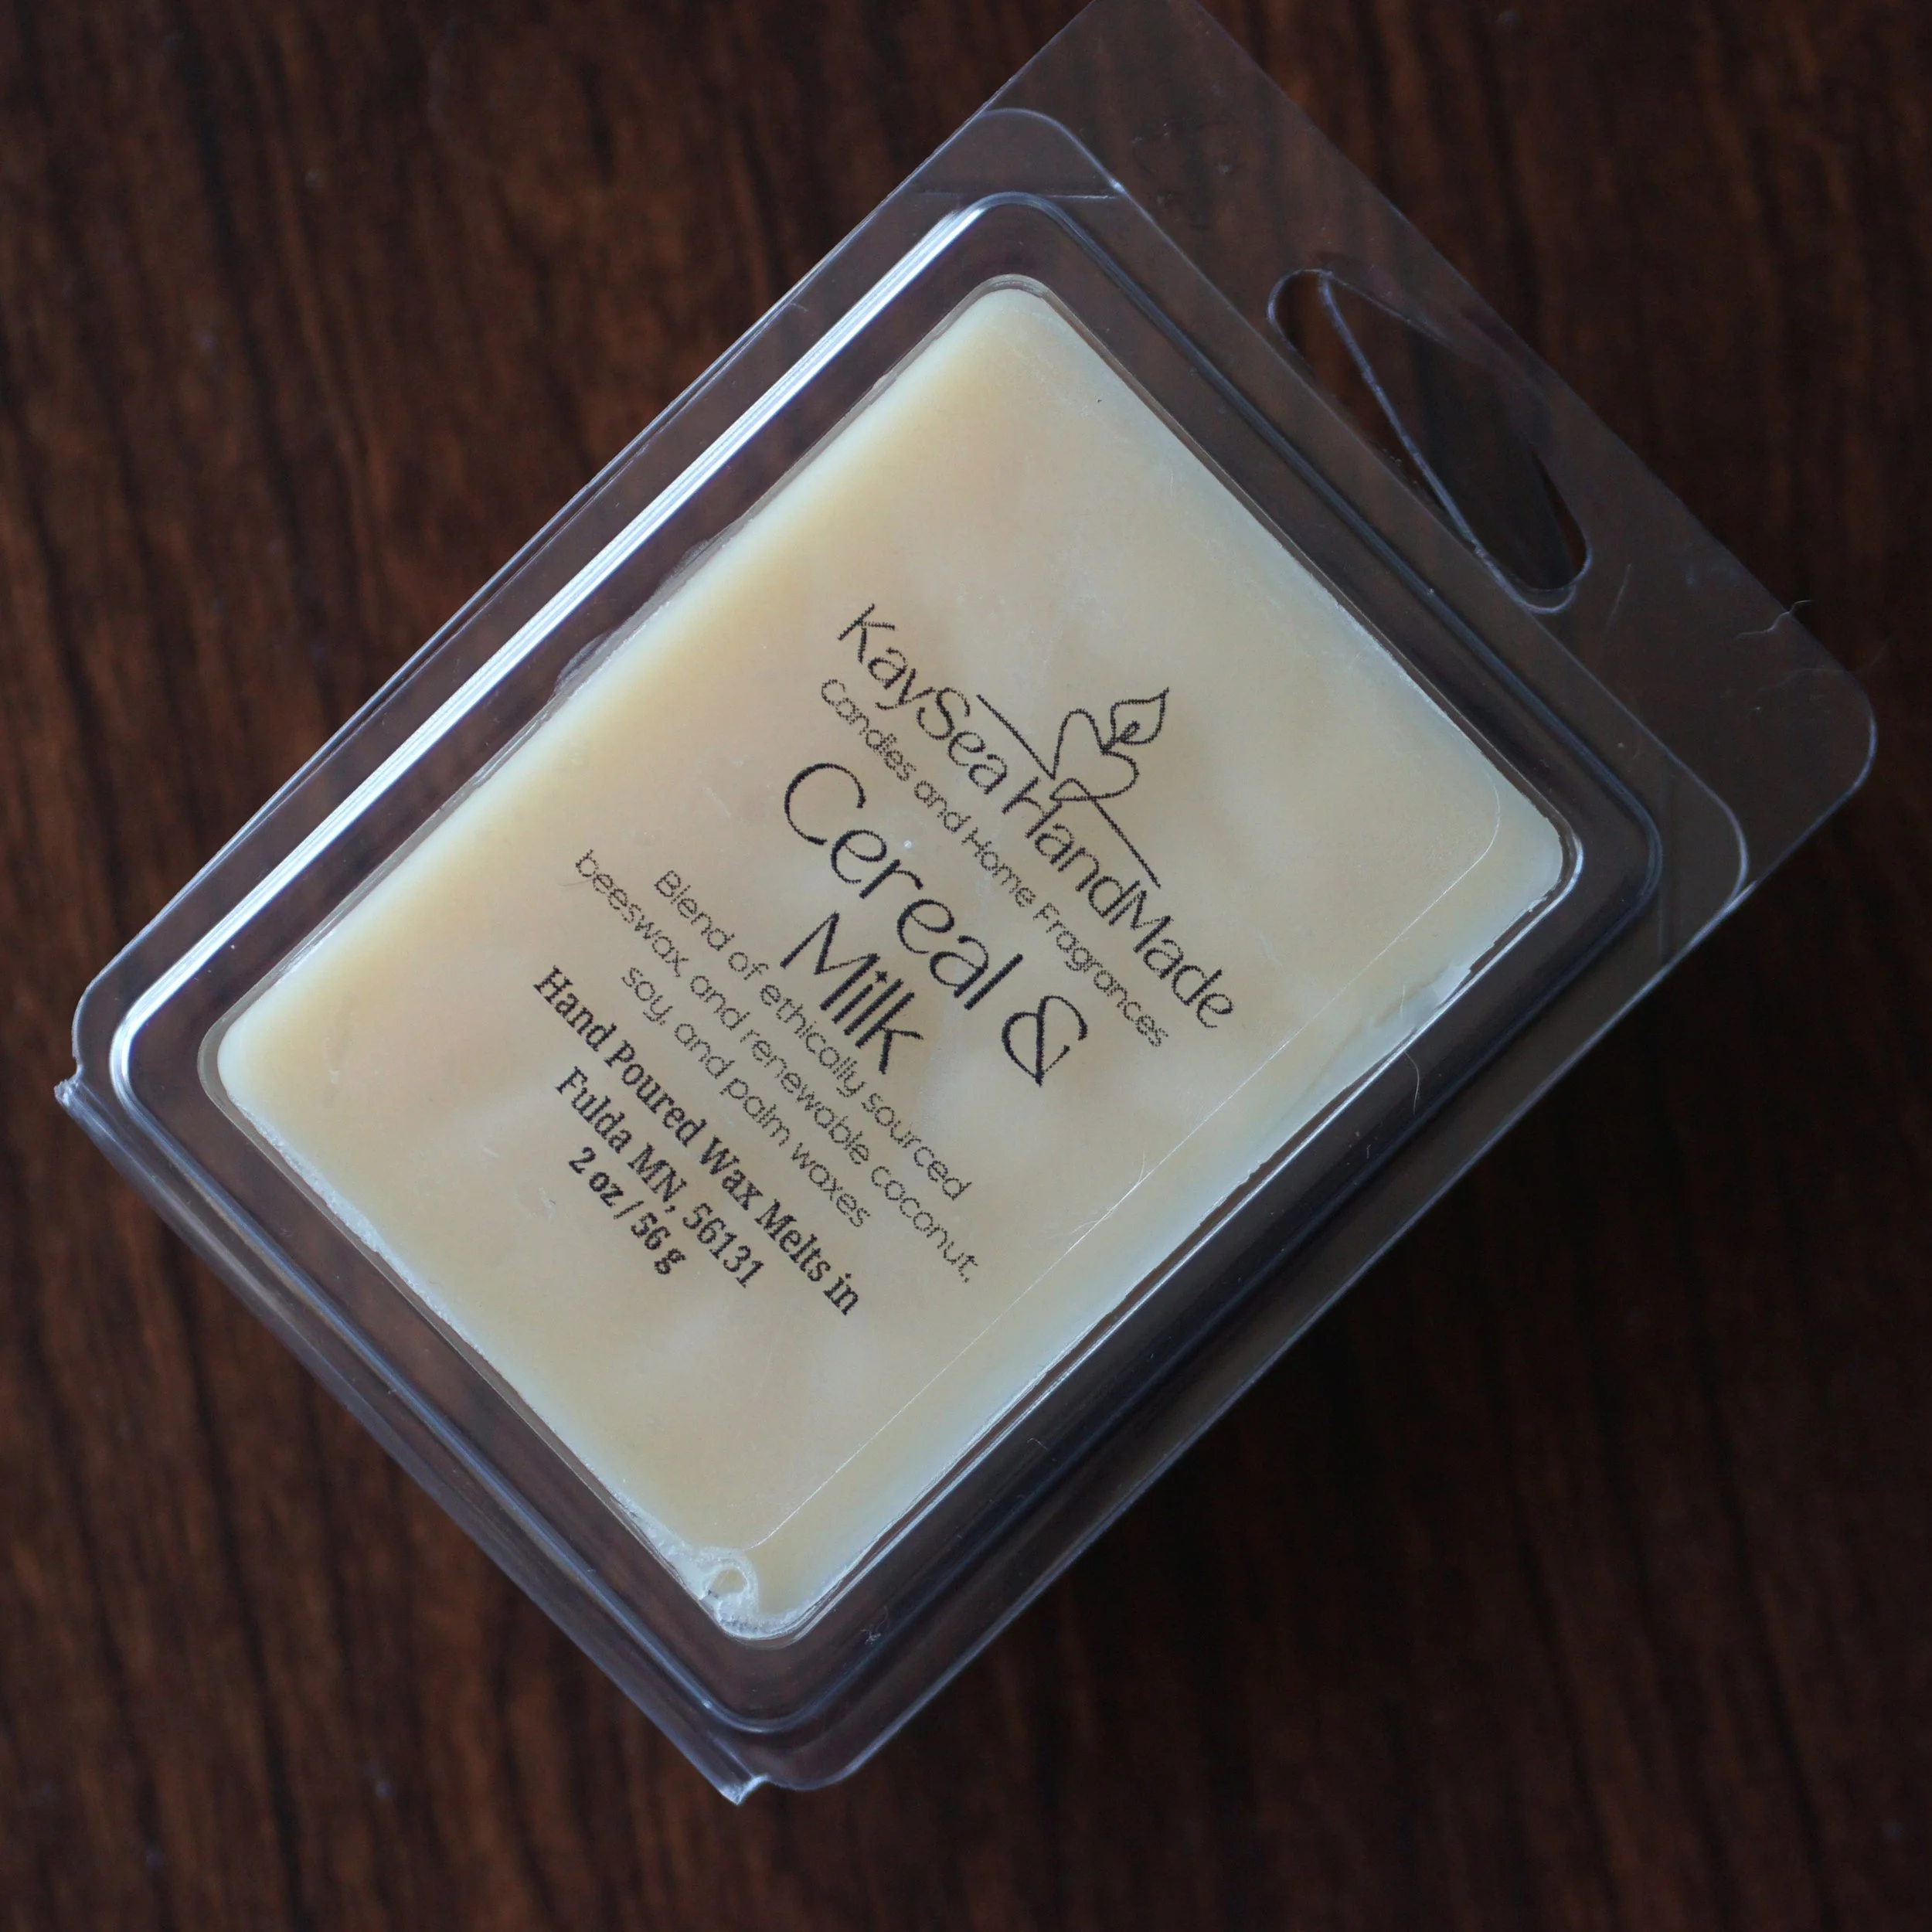 KaySea HandMade
Candies and Home Fragrances
Cereal &
Milk
Blend of ethically sourced
beeswax, and renewable coconut,
soy, and palm waxes
Hand Poured Wax Melts in
Fulda MN, 56131
2 oz / 56 g